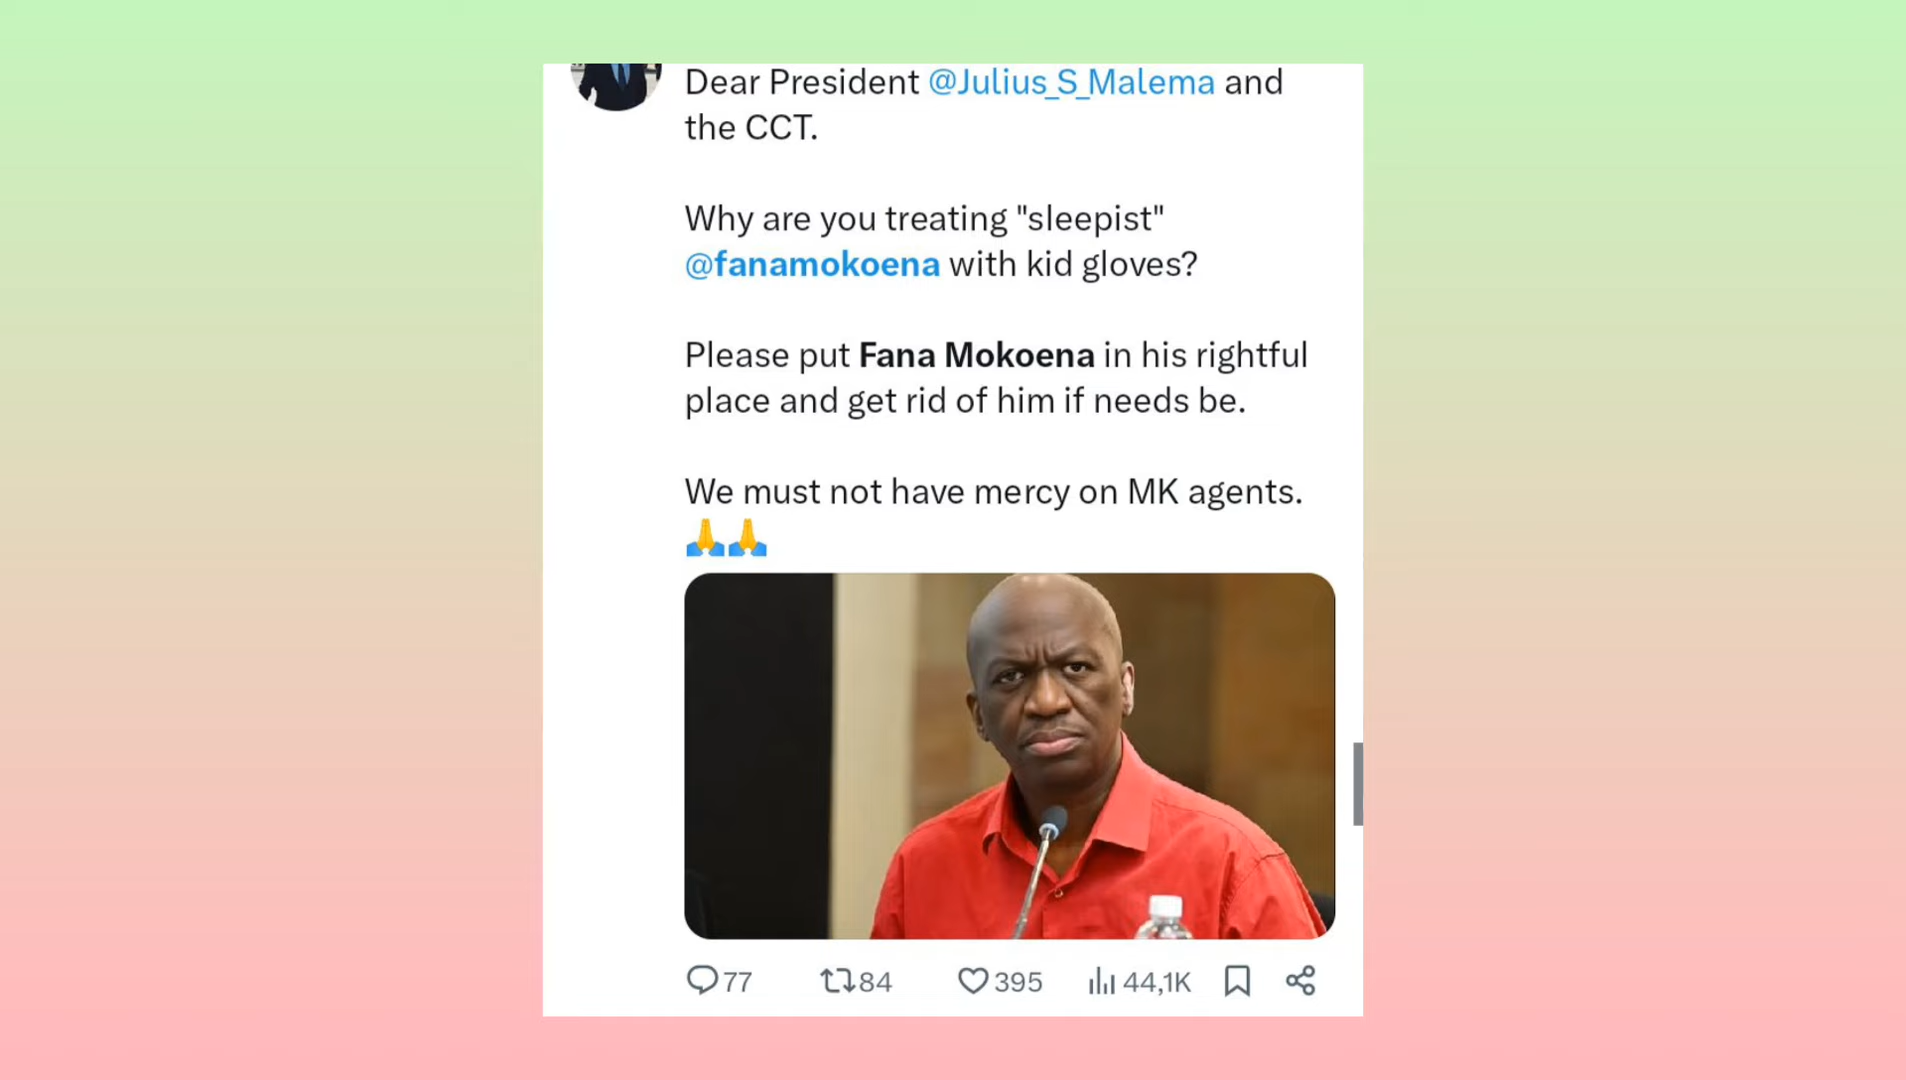 Dear President @Julius_S_Malema and
the CCT.
Why are you treating "sleepist"
@fanamokoena with kid gloves?
Please put Fana Mokoena in his rightful
place and get rid of him if needs be.
We must not have mercy on MK agents.
🙏🙏
77 84 395 44,1K